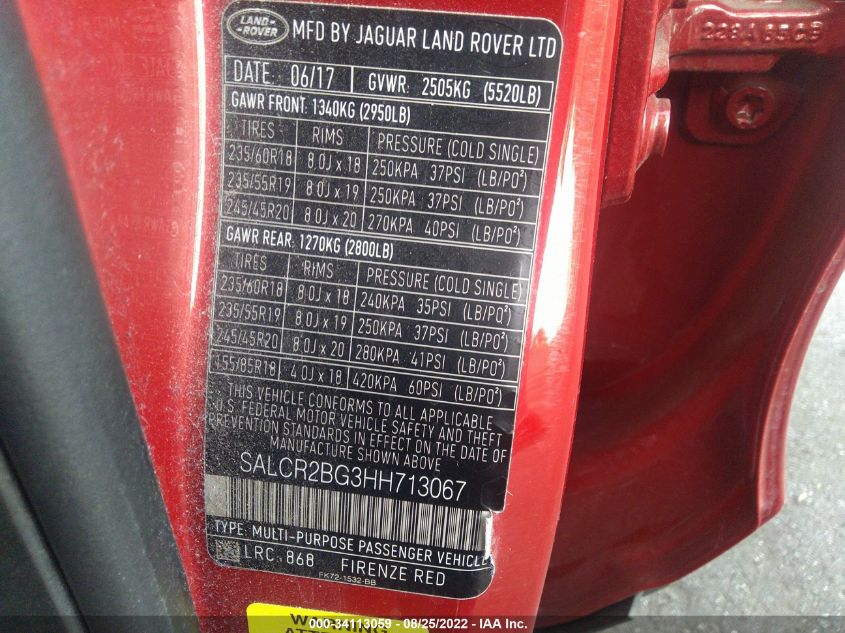 LAND-
-ROVER
MFD BY JAGUAR LAND ROVER LTD
228A65CB
DATE: 06/17 GVWR: 2505KG (5520LB)
GAWR FRONT: 1340KG (2950LB)
TIRES RIMS PRESSURE (COLD SINGLE)
235/60R18 8.0J x 18 250KPA 37PSI (LB/PO²)
235/55R19 8.0J x 19 250KPA 37PSI (LB/PO²)
245/45R20 8.0J x 20 270KPA 40PSI (LB/PO²)
GAWR REAR: 1270KG (2800LB)
TIRES RIMS PRESSURE (COLD SINGLE)
235/60R18 8.0J x 18 240KPA 35PSI (LB/PO²)
235/55R19 8.0J x 19 250KPA 37PSI (LB/PO²)
245/45R20 8.0J x 20 280KPA 41PSI (LB/PO²)
155/85R18 4.0J x 18 420KPA 60PSI (LB/PO²)
THIS VEHICLE CONFORMS TO ALL APPLICABLE
U.S. FEDERAL MOTOR VEHICLE SAFETY AND THEFT
PREVENTION STANDARDS IN EFFECT ON THE DATE OF
MANUFACTURE SHOWN ABOVE
SALCR2BG3HH713067
TYPE: MULTI-PURPOSE PASSENGER VEHICLE
LRC 868 FIRENZE RED
FK72-1532-BB
WARNING
000-34113059 - 08/25/2022 - IAA Inc.